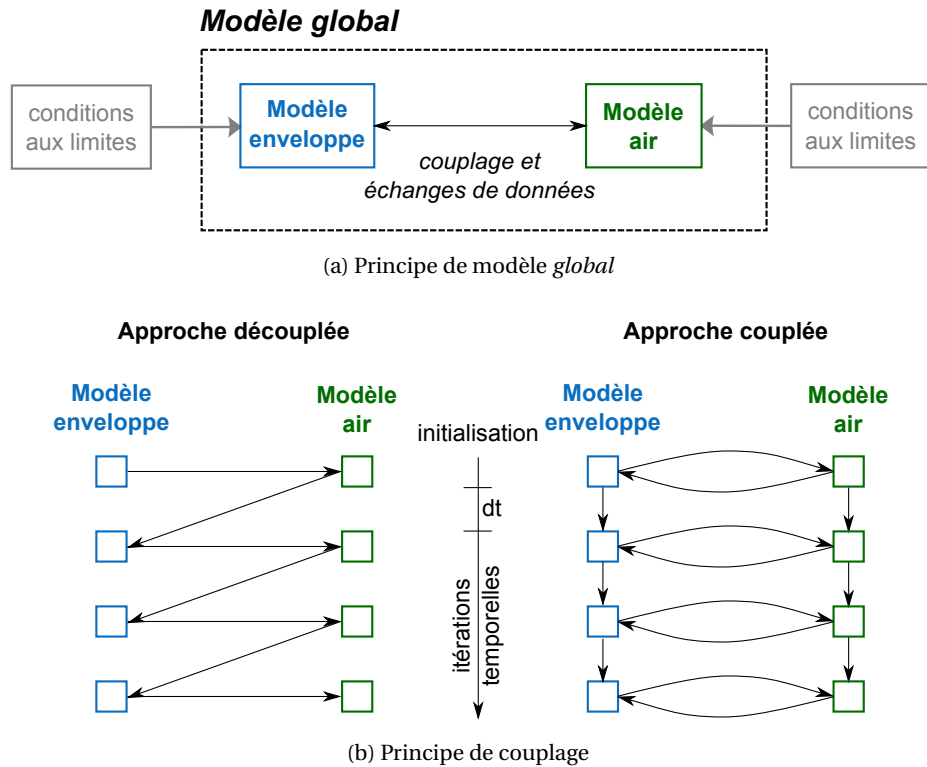 Modèle global
conditions
aux limites
Modèle
enveloppe
couplage et
échanges de données
Modèle
air
conditions
aux limites
(a) Principe de modèle global
Approche découplée
Modèle
enveloppe
Modèle
air
initialisation
dt
itérations
temporelles
Approche couplée
Modèle
enveloppe
Modèle
air
(b) Principe de couplage